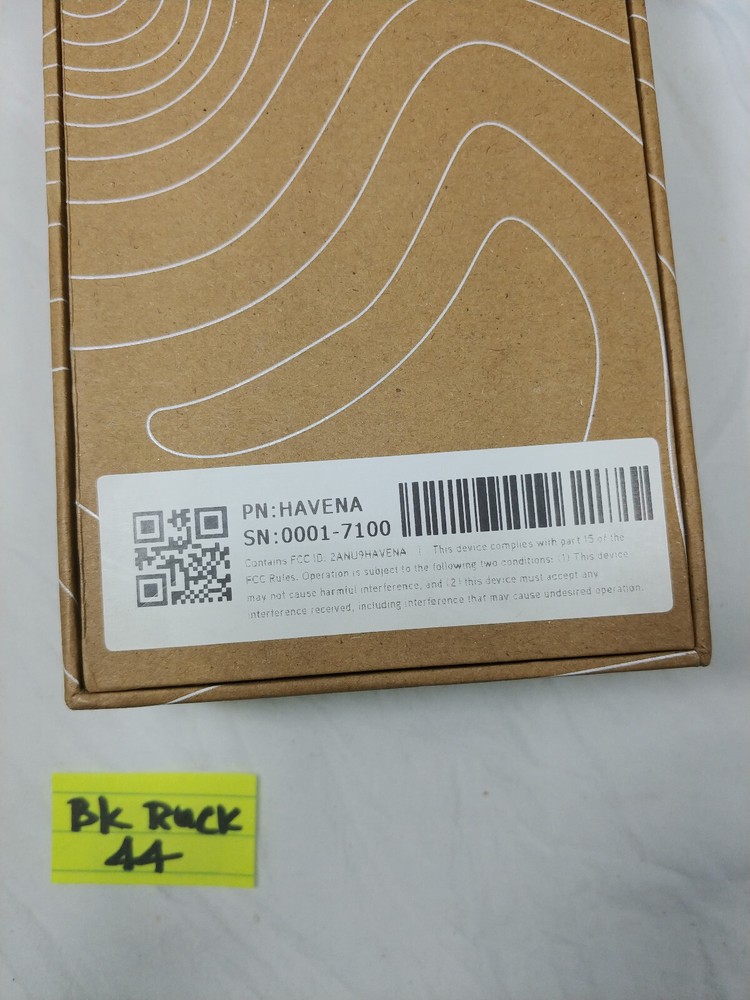 PN:HAVENA
SN:0001-7100
Contains FCC ID: 2ANU9HAVENA | This device complies with part 15 of the
FCC Rules. Operation is subject to the following two conditions: (1) This device
may not cause harmful interference, and (2) this device must accept any
interference received, including interference that may cause undesired operation.
BK RUCK
44